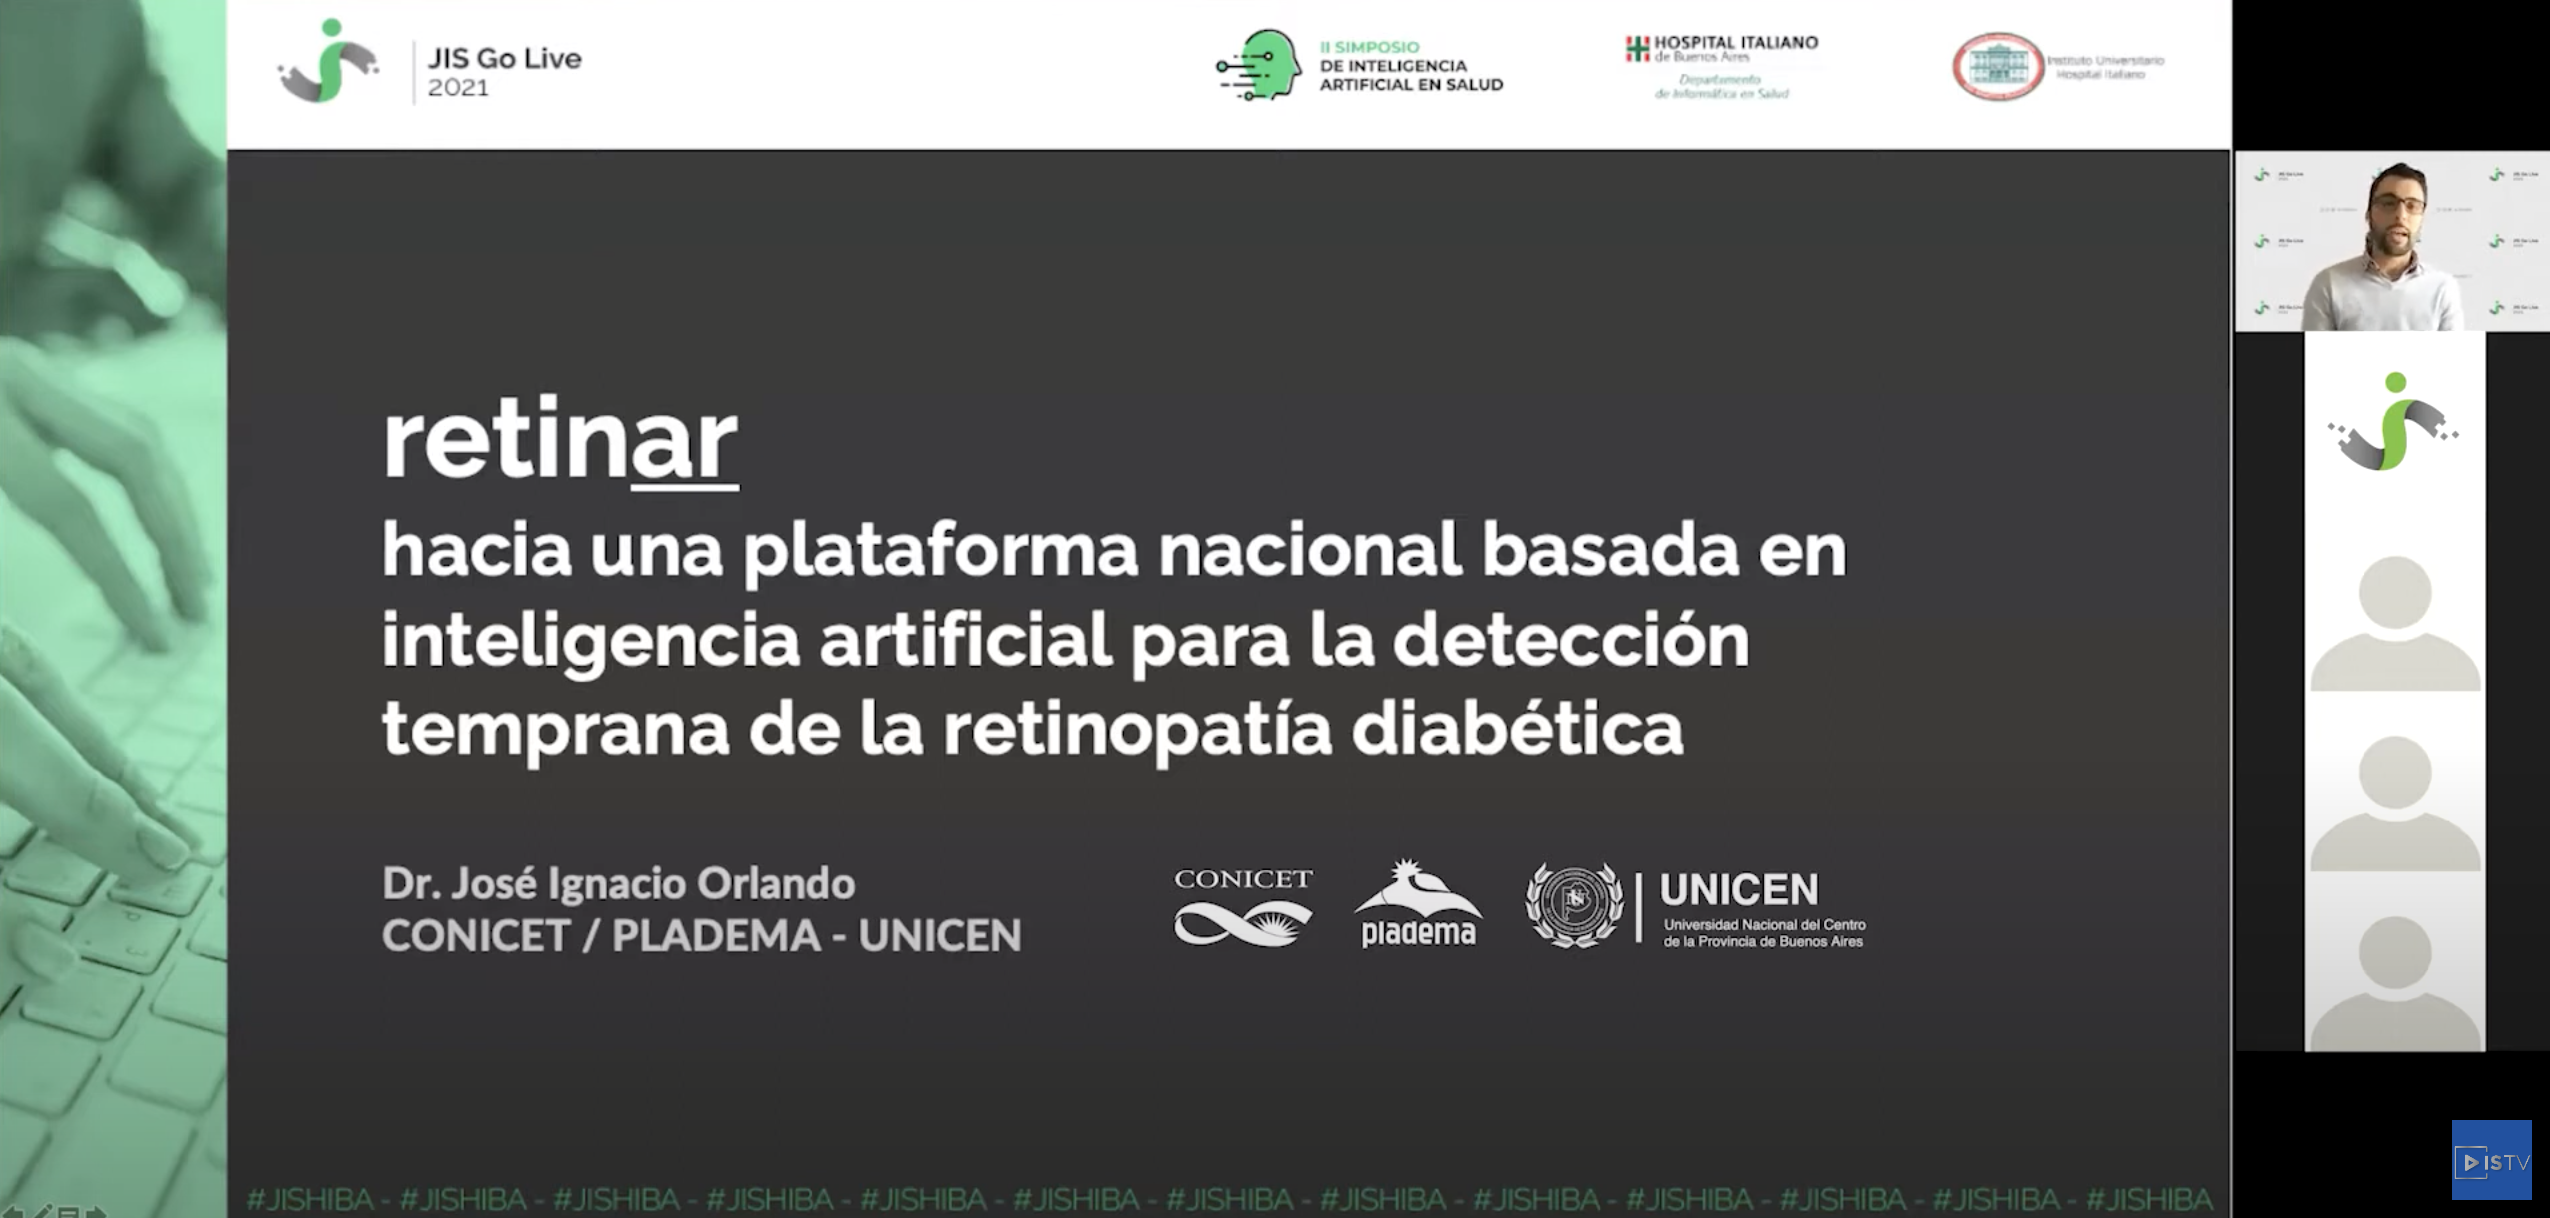 JIS Go Live
2021
II SIMPOSIO
DE INTELIGENCIA
ARTIFICIAL EN SALUD
HOSPITAL ITALIANO
de Buenos Aires
Departamento
de Informática en Salud
Instituto Universitario
Hospital Italiano
retinar
hacia una plataforma nacional basada en
inteligencia artificial para la detección
temprana de la retinopatía diabética
Dr. José Ignacio Orlando
CONICET / PLADEMA - UNICEN
CONICET
pladema
UNICEN
Universidad Nacional del Centro
de la Provincia de Buenos Aires
#JISHIBA - #JISHIBA - #JISHIBA - #JISHIBA - #JISHIBA - #JISHIBA - #JISHIBA - #JISHIBA - #JISHIBA - #JISHIBA - #JISHIBA - #JISHIBA - #JISHIBA
ISTV